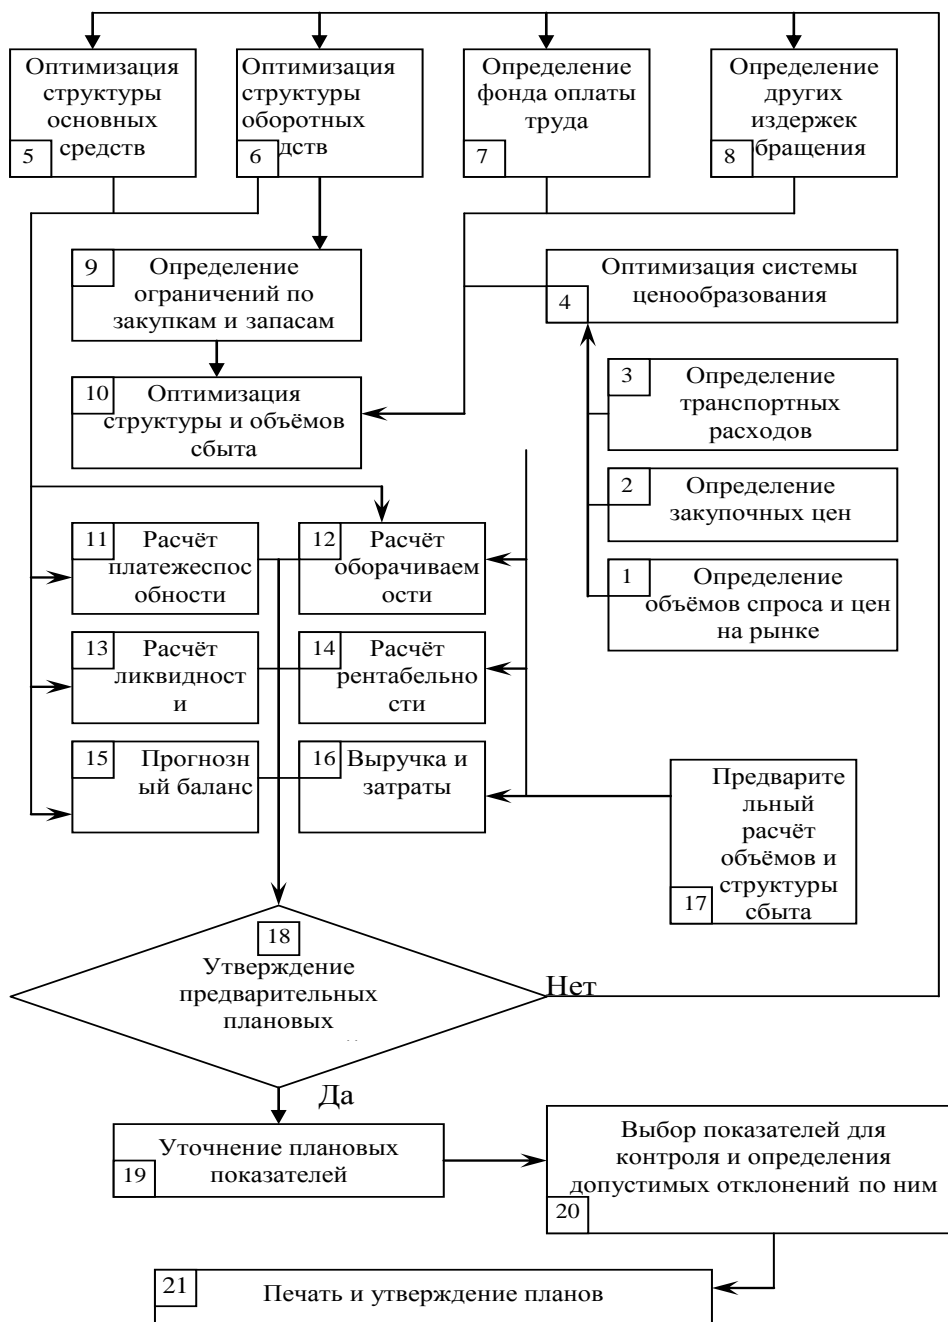 Оптимизация
структуры
основных
средств
5
Оптимизация
структуры
оборотных
дств
6
Определение
фонда оплаты
труда
7
Определение
других
издержек
обращения
8
9
Определение
ограничений по
закупкам и запасам
Оптимизация системы
ценообразования
4
10
Оптимизация
структуры и объёмов
сбыта
3
Определение
транспортных
расходов
2
Определение
закупочных цен
11
Расчёт
платежеспос
обности
12
Расчёт
оборачиваем
ости
1
Определение
объёмов спроса и цен
на рынке
13
Расчёт
ликвидност
и
14
Расчёт
рентабельно
сти
15
Прогнозн
ый баланс
16
Выручка и
затраты
Предварите
льный
расчёт
объёмов и
структуры
сбыта
17
18
Утверждение
предварительных
плановых
Нет
Да
Уточнение плановых
показателей
19
Выбор показателей для
контроля и определения
допустимых отклонений по ним
20
21
Печать и утверждение планов